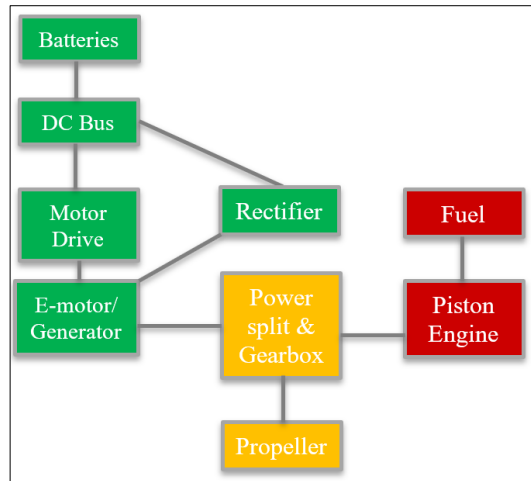 Batteries
DC Bus
Motor
Drive
Rectifier
Fuel
E-motor/
Generator
Power
split &
Gearbox
Piston
Engine
Propeller